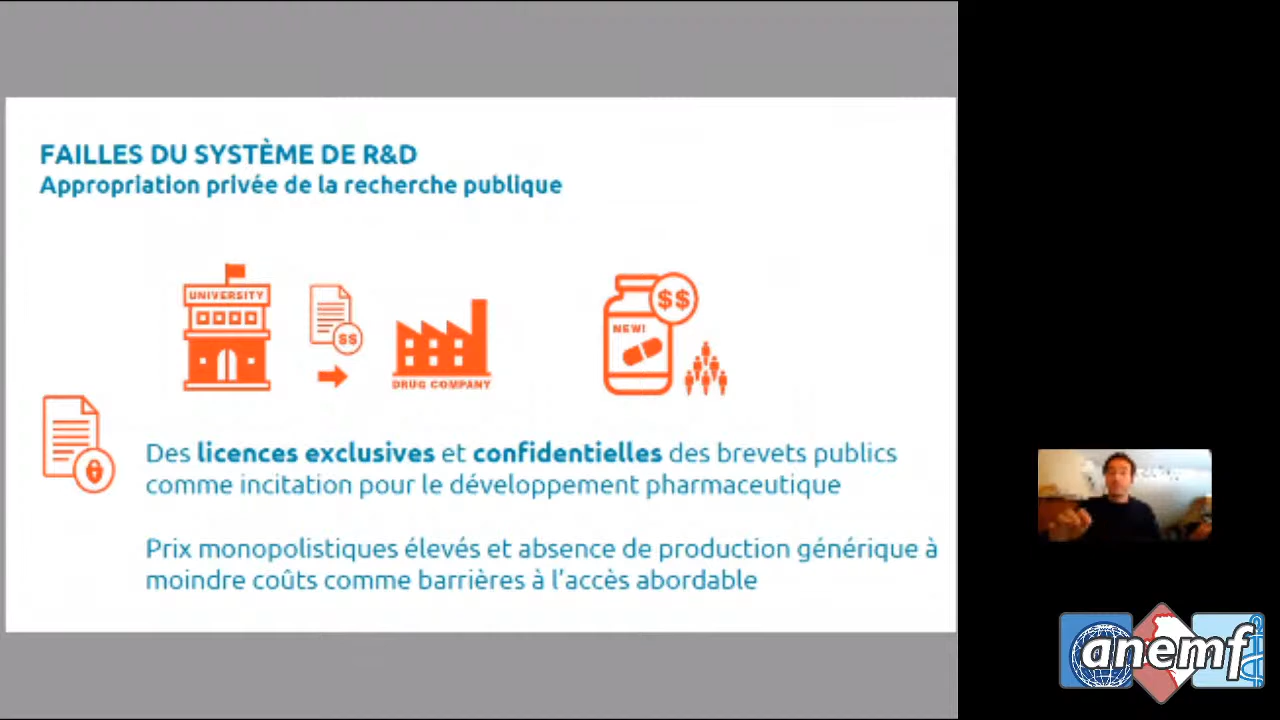 FAILLES DU SYSTÈME DE R&D
Appropriation privée de la recherche publique
UNIVERSITY
$$
DRUG COMPANY
$$
NEW!
Des licences exclusives et confidentielles des brevets publics
comme incitation pour le développement pharmaceutique
Prix monopolistiques élevés et absence de production générique à
moindre coûts comme barrières à l'accès abordable
anemf